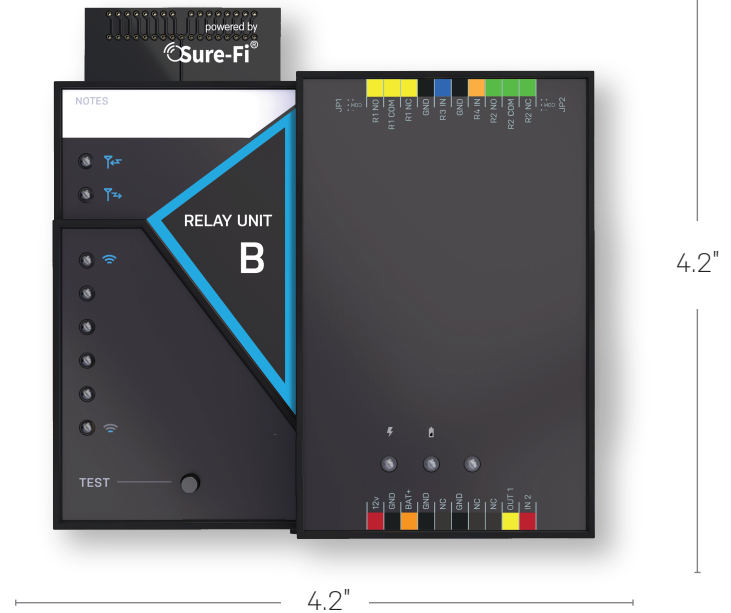 powered by
Sure-Fi®
NOTES
RELAY UNIT
B
TEST
JP1
R1 NO
R1 COM
R1 NC
GND
R3 IN
GND
R4 IN
R2 NO
R2 COM
R2 NC
JP2
12v
GND
BAT+
GND
NC
GND
NC
NC
OUT 1
IN 2
4.2"
4.2"